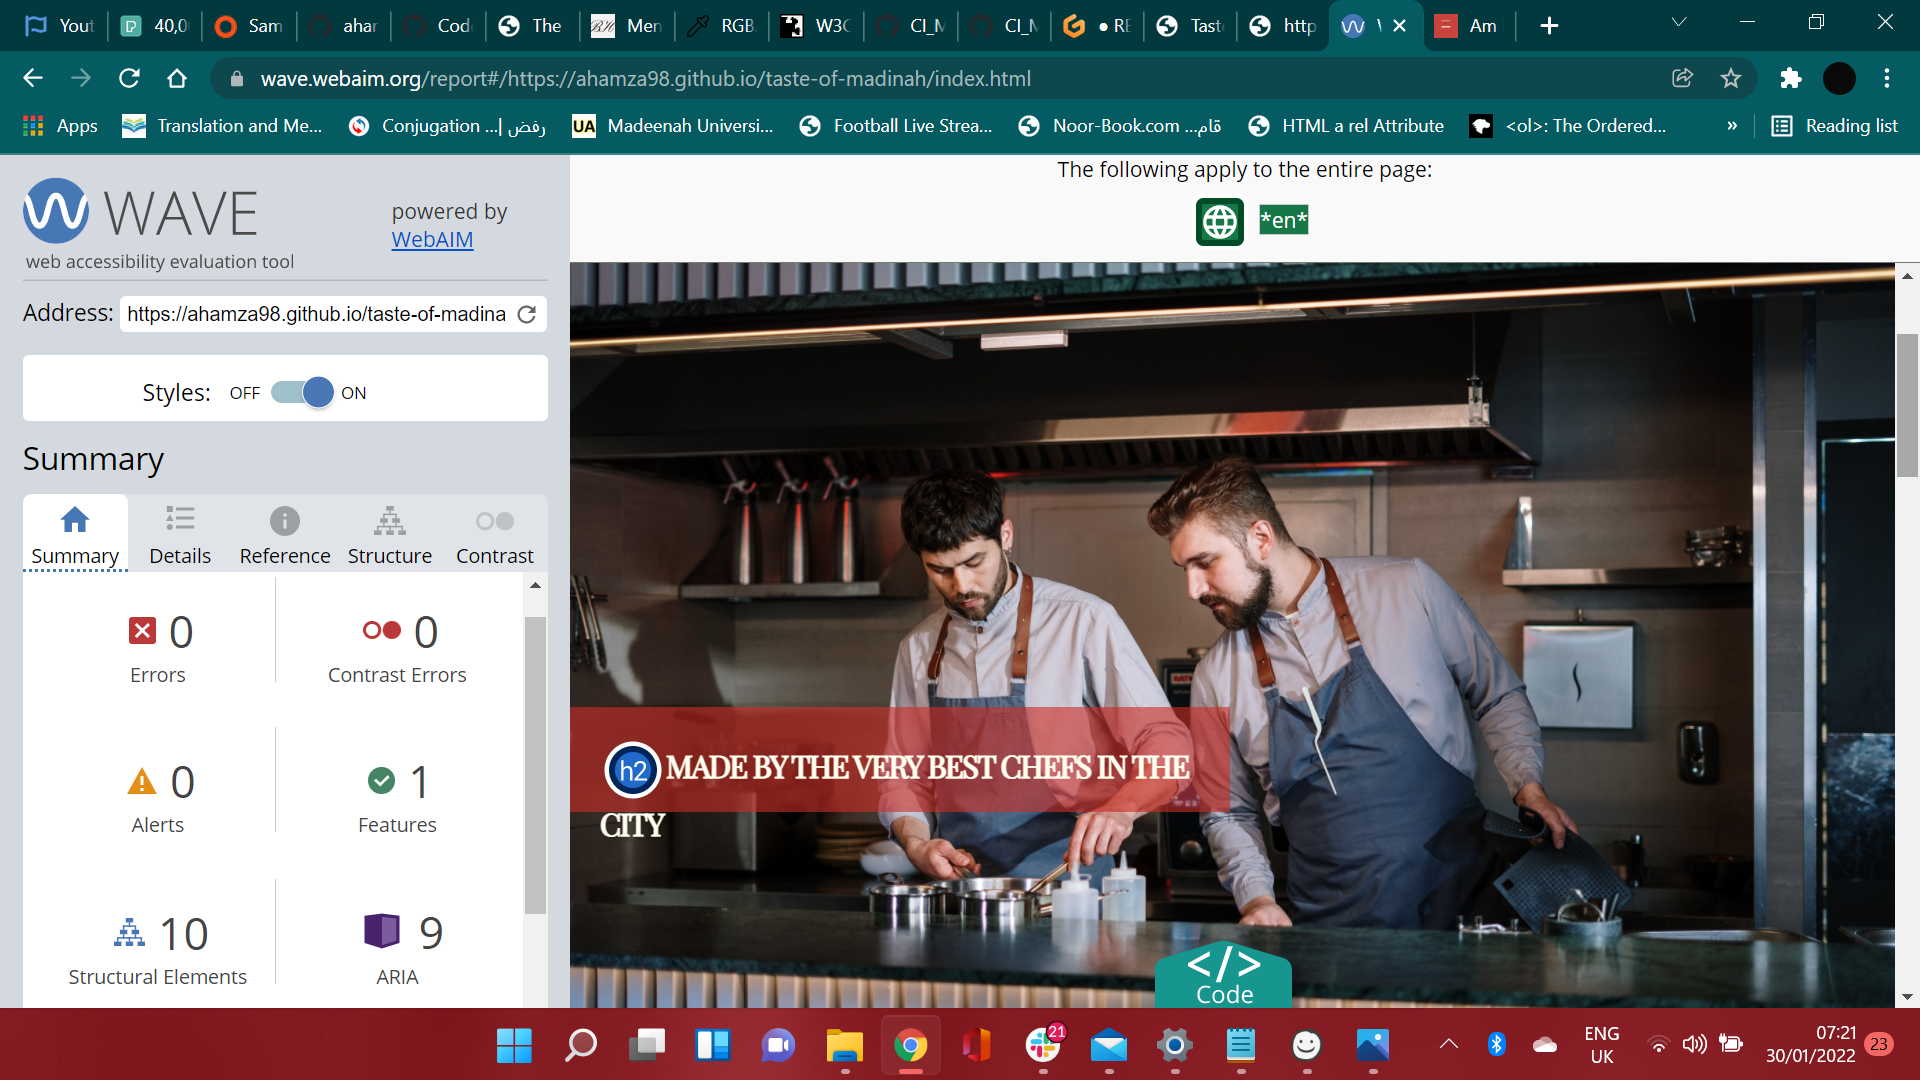 Yout
40,0
Sam
ahar
Code
The
Men
RGB
W3C
CI_M
CI_M
● RE
Taste
http
Am
wave.webaim.org/report#/https://ahamza98.github.io/taste-of-madinah/index.html
Apps
Translation and Me...
Conjugation ...| رفض
UA
Madeenah Universi...
Football Live Strea...
Noor-Book.com ...قام
HTML a rel Attribute
<ol>: The Ordered...
»
Reading list
WAVE
powered by
WebAIM
web accessibility evaluation tool
Address: https://ahamza98.github.io/taste-of-madina
Styles: OFF ON
Summary
Summary Details Reference Structure Contrast
0
Errors
0
Contrast Errors
0
Alerts
1
Features
10
Structural Elements
9
ARIA
The following apply to the entire page:
*en*
h2 MADE BY THE VERY BEST CHEFS IN THE
CITY
</>
Code
21
ENG
UK
07:21
30/01/2022
23